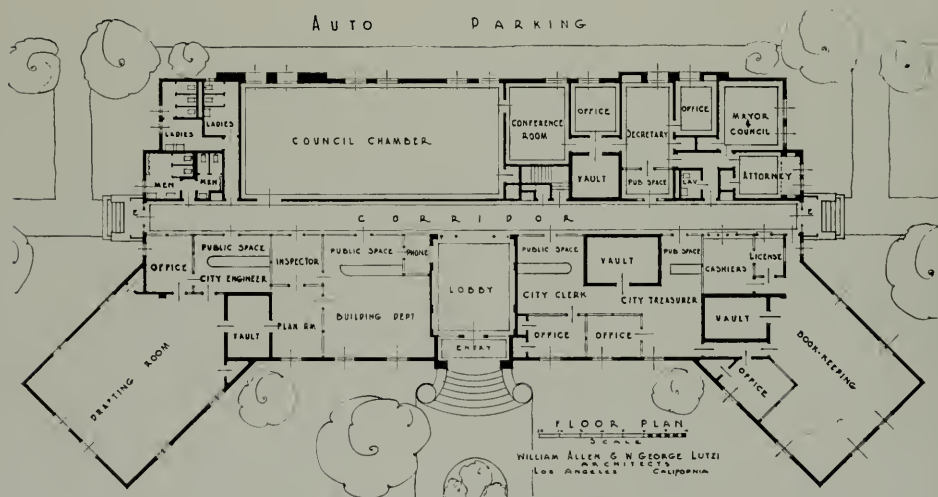 AUTO PARKING
LADIES
LADIES
MEN
MEN
COUNCIL CHAMBER
CONFERENCE
ROOM
OFFICE
VAULT
SECRETARY
PUB SPACE
OFFICE
LAV
MAYOR
&
COUNCIL
ATTORNEY
E
CORRIDOR
E
OFFICE
PUBLIC SPACE
CITY ENGINEER
INSPECTOR
PLAN RM.
VAULT
DRAFTING ROOM
PUBLIC SPACE
PHONE
BUILDING DEPT
LOBBY
ENTRY
PUBLIC SPACE
CITY CLERK
OFFICE
OFFICE
VAULT
PUB SPACE
CITY TREASURER
CASHIERS
LICENSE
VAULT
OFFICE
BOOK-KEEPING
FLOOR PLAN
SCALE
WILLIAM ALLEN & W GEORGE LUTZI
ARCHITECTS
LOS ANGELES CALIFORNIA